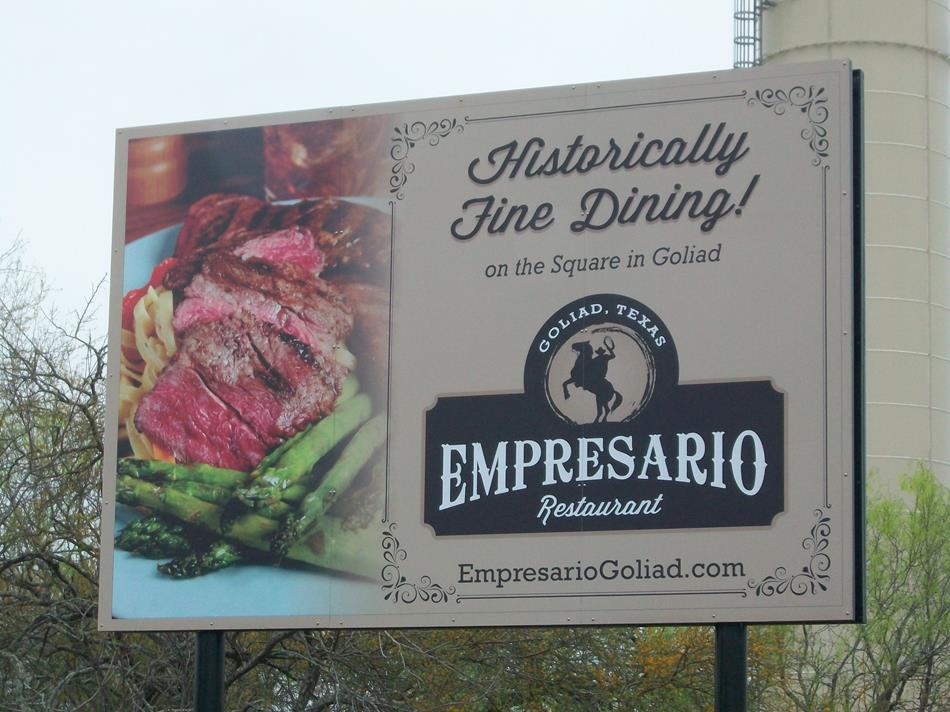 Historically
Fine Dining!
on the Square in Goliad
GOLIAD, TEXAS
EMPRESARIO
Restaurant
EmpresarioGoliad.com